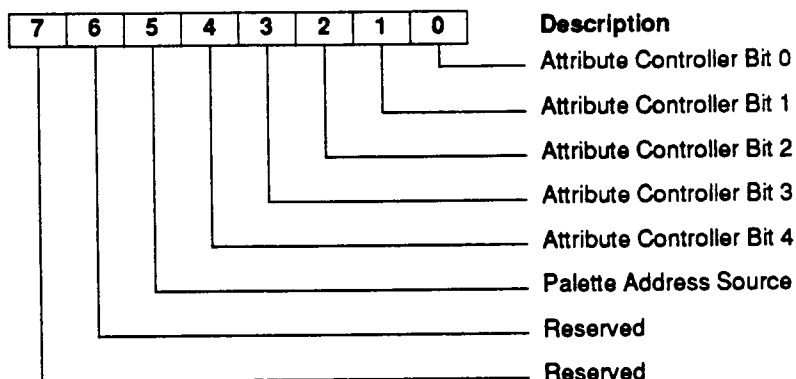 7 6 5 4 3 2 1 0 Description
Attribute Controller Bit 0
Attribute Controller Bit 1
Attribute Controller Bit 2
Attribute Controller Bit 3
Attribute Controller Bit 4
Palette Address Source
Reserved
Reserved